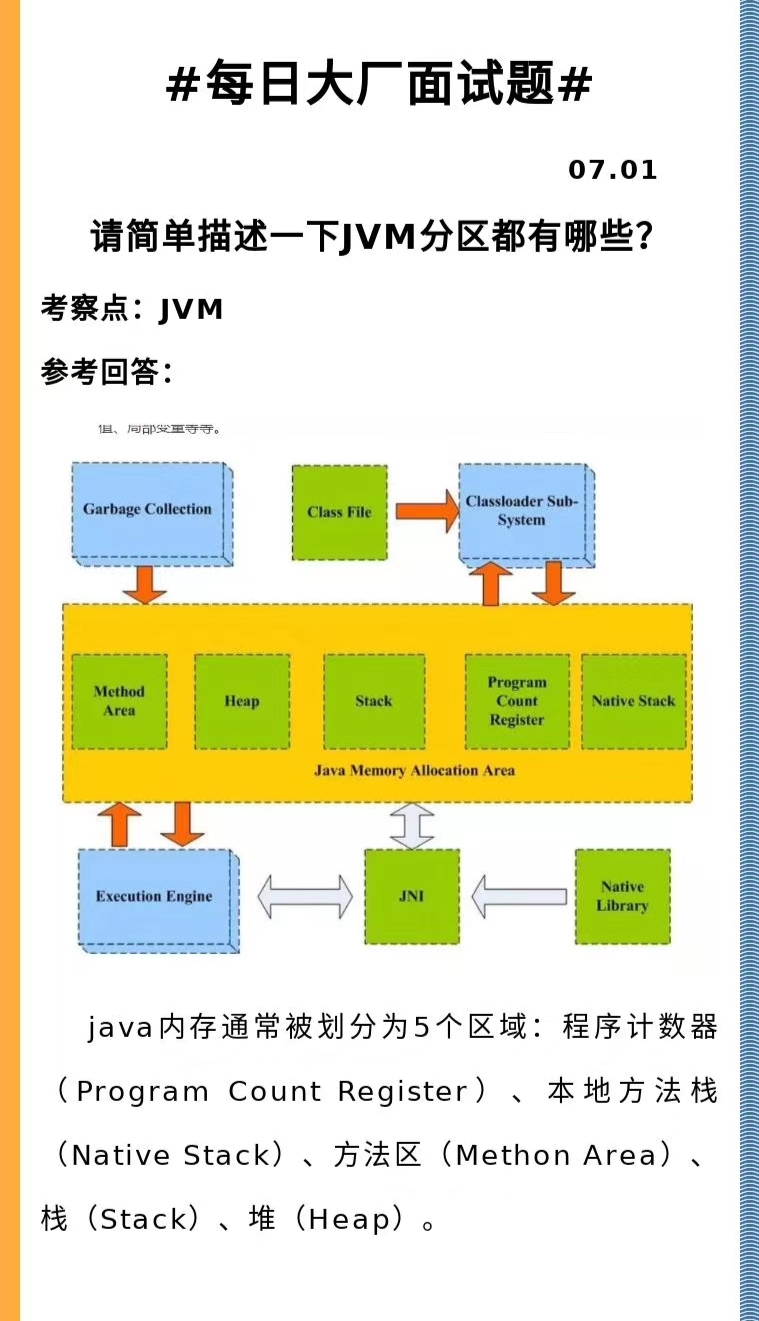 #每日大厂面试题#
07.01
请简单描述一下JVM分区都有哪些？
考察点：JVM
参考回答：
值、局部变量等等。
Garbage Collection
Class File
Classloader Sub-
System
Method
Area
Heap
Stack
Program
Count
Register
Native Stack
Java Memory Allocation Area
Execution Engine
JNI
Native
Library
java内存通常被划分为5个区域：程序计数器
（Program Count Register）、本地方法栈
（Native Stack）、方法区（Methon Area）、
栈（Stack）、堆（Heap）。